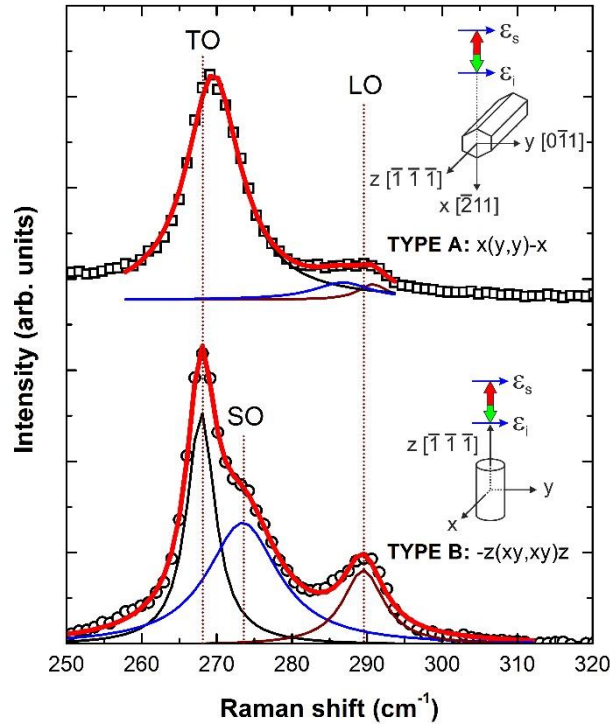 TO
LO
εs
εi
y [01̅1]
z [1̅ 1̅ 1̅]
x [2̅11]
TYPE A: x(y,y)-x
SO
εs
εi
z [1̅ 1̅ 1̅]
y
x
TYPE B: -z(xy,xy)z
Intensity (arb. units)
250 260 270 280 290 300 310 320
Raman shift (cm⁻¹)